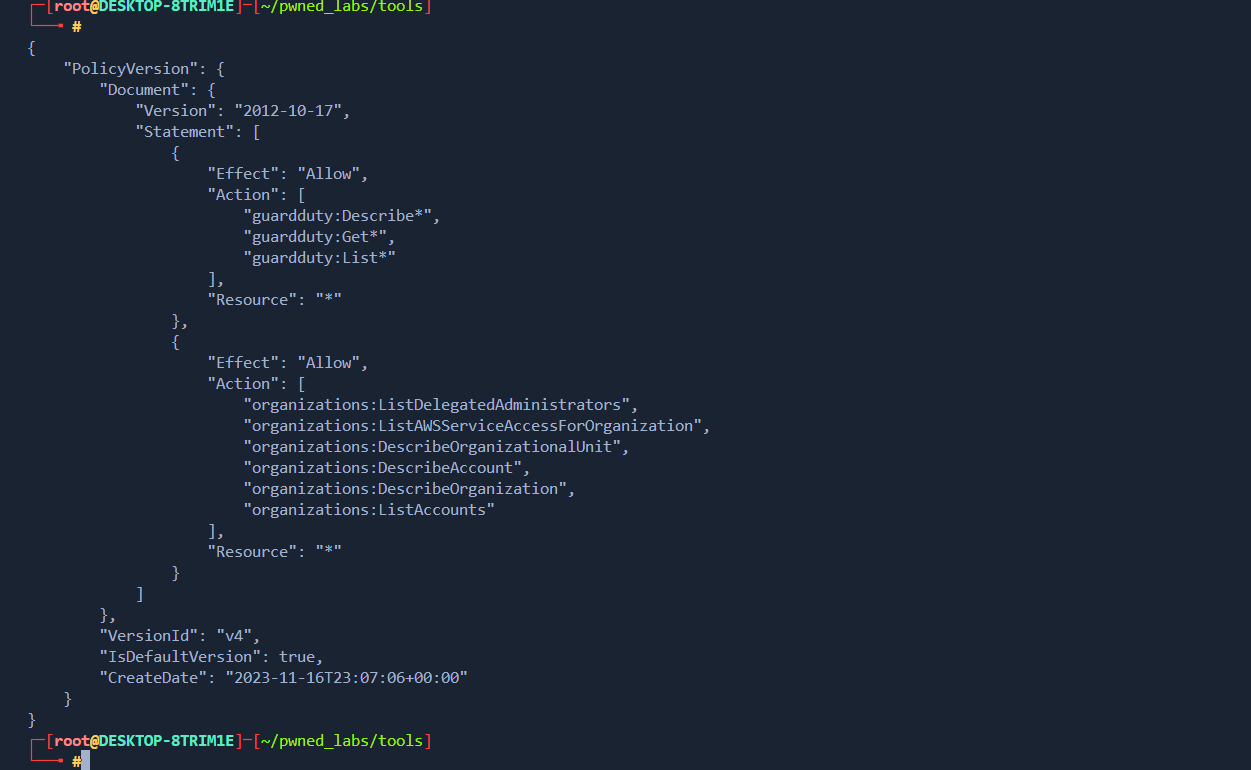 ┌─[root@DESKTOP-8TRIM1E]─[~/pwned_labs/tools]
└──╼ #
{
    "PolicyVersion": {
        "Document": {
            "Version": "2012-10-17",
            "Statement": [
                {
                    "Effect": "Allow",
                    "Action": [
                        "guardduty:Describe*",
                        "guardduty:Get*",
                        "guardduty:List*"
                    ],
                    "Resource": "*"
                },
                {
                    "Effect": "Allow",
                    "Action": [
                        "organizations:ListDelegatedAdministrators",
                        "organizations:ListAWSServiceAccessForOrganization",
                        "organizations:DescribeOrganizationalUnit",
                        "organizations:DescribeAccount",
                        "organizations:DescribeOrganization",
                        "organizations:ListAccounts"
                    ],
                    "Resource": "*"
                }
            ]
        },
        "VersionId": "v4",
        "IsDefaultVersion": true,
        "CreateDate": "2023-11-16T23:07:06+00:00"
    }
}
┌─[root@DESKTOP-8TRIM1E]─[~/pwned_labs/tools]
└──╼ #